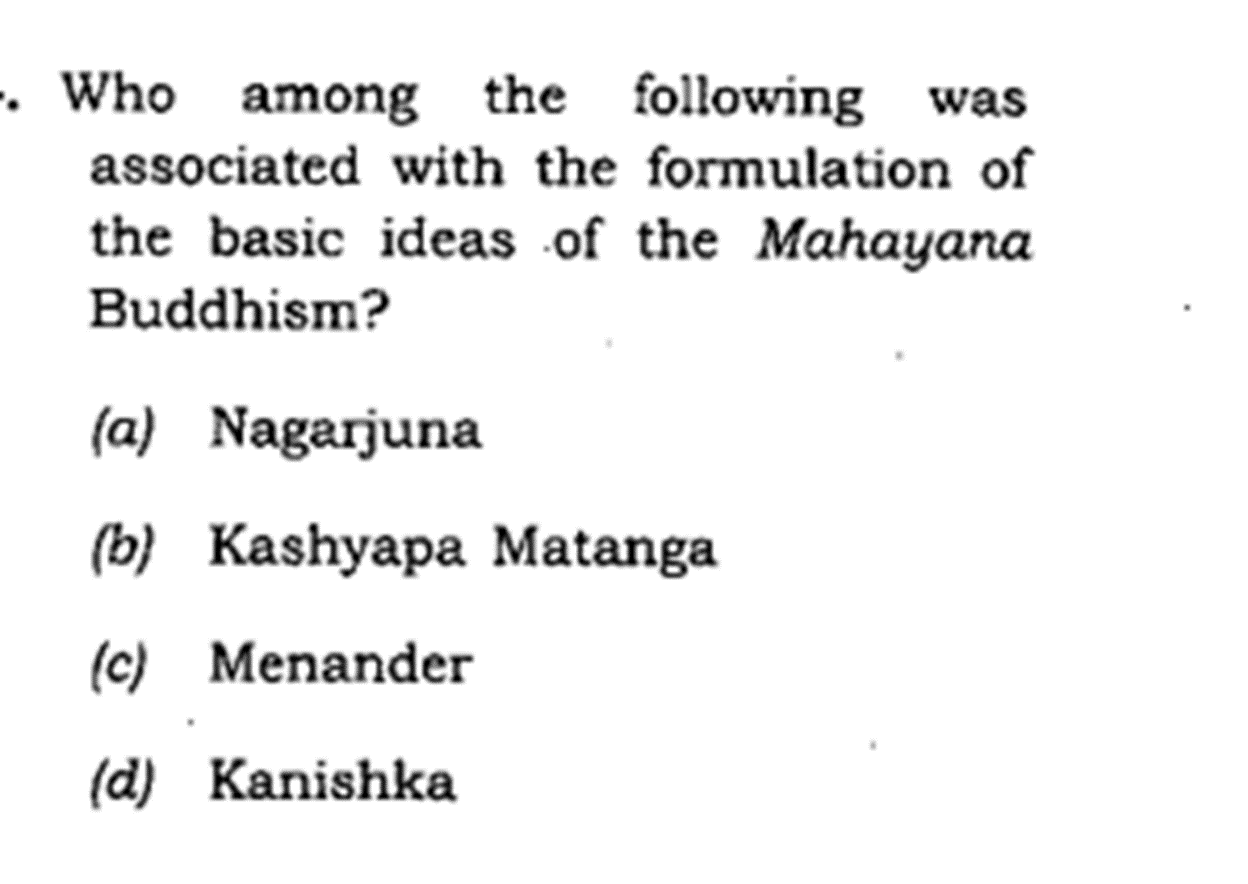 . Who among the following was
associated with the formulation of
the basic ideas of the Mahayana
Buddhism?
(a) Nagarjuna
(b) Kashyapa Matanga
(c) Menander
(d) Kanishka